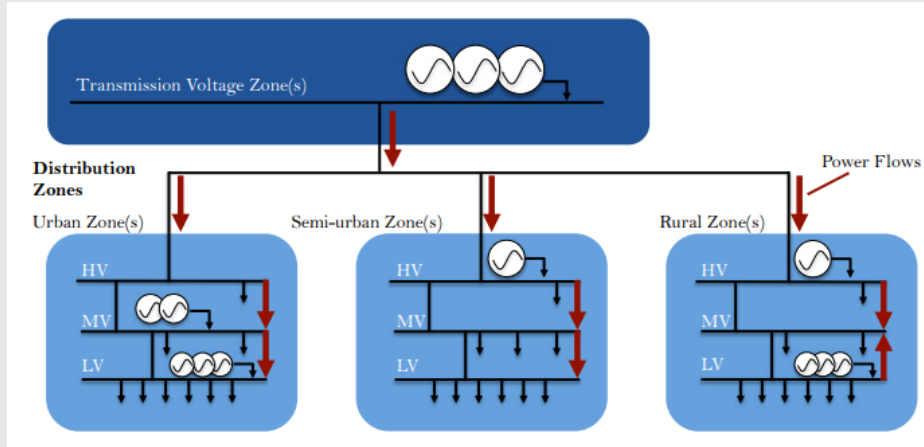 Transmission Voltage Zone(s)
Distribution
Zones
Power Flows
Urban Zone(s)
Semi-urban Zone(s)
Rural Zone(s)
HV
MV
LV
HV
MV
LV
HV
MV
LV